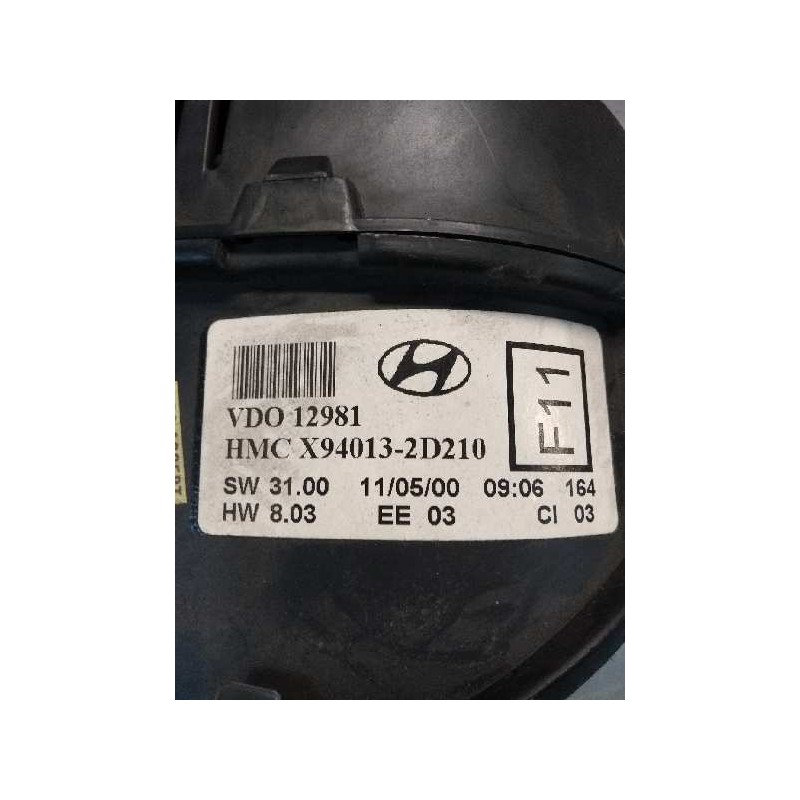 VDO 12981
HMC X94013-2D210
F11
SW 31.00 11/05/00 09:06 164
HW 8.03 EE 03 CI 03